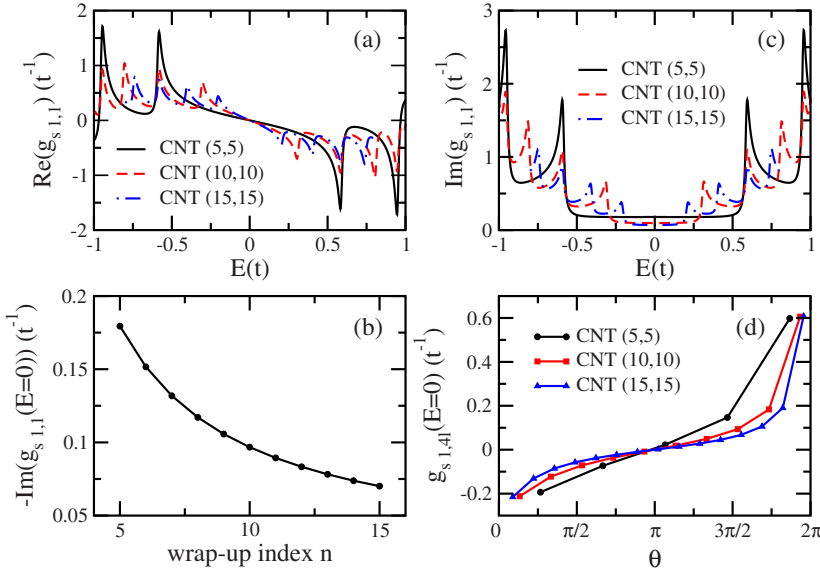 2
1
0
-1
-2
Re(g_{s 1,1}) (t^{-1})
(a)
CNT (5,5)
CNT (10,10)
CNT (15,15)
-1
-0.5
0
0.5
1
E(t)
3
2
1
0
Im(g_{s 1,1}) (t^{-1})
(c)
CNT (5,5)
CNT (10,10)
CNT (15,15)
-1
-0.5
0
0.5
1
E(t)
0.2
0.15
0.1
0.05
-Im(g_{s 1,1}(E=0)) (t^{-1})
(b)
5
10
15
wrap-up index n
0.6
0.4
0.2
0
-0.2
g_{s 1,4l}(E=0) (t^{-1})
(d)
CNT (5,5)
CNT (10,10)
CNT (15,15)
0
π/2
π
3π/2
2π
θ